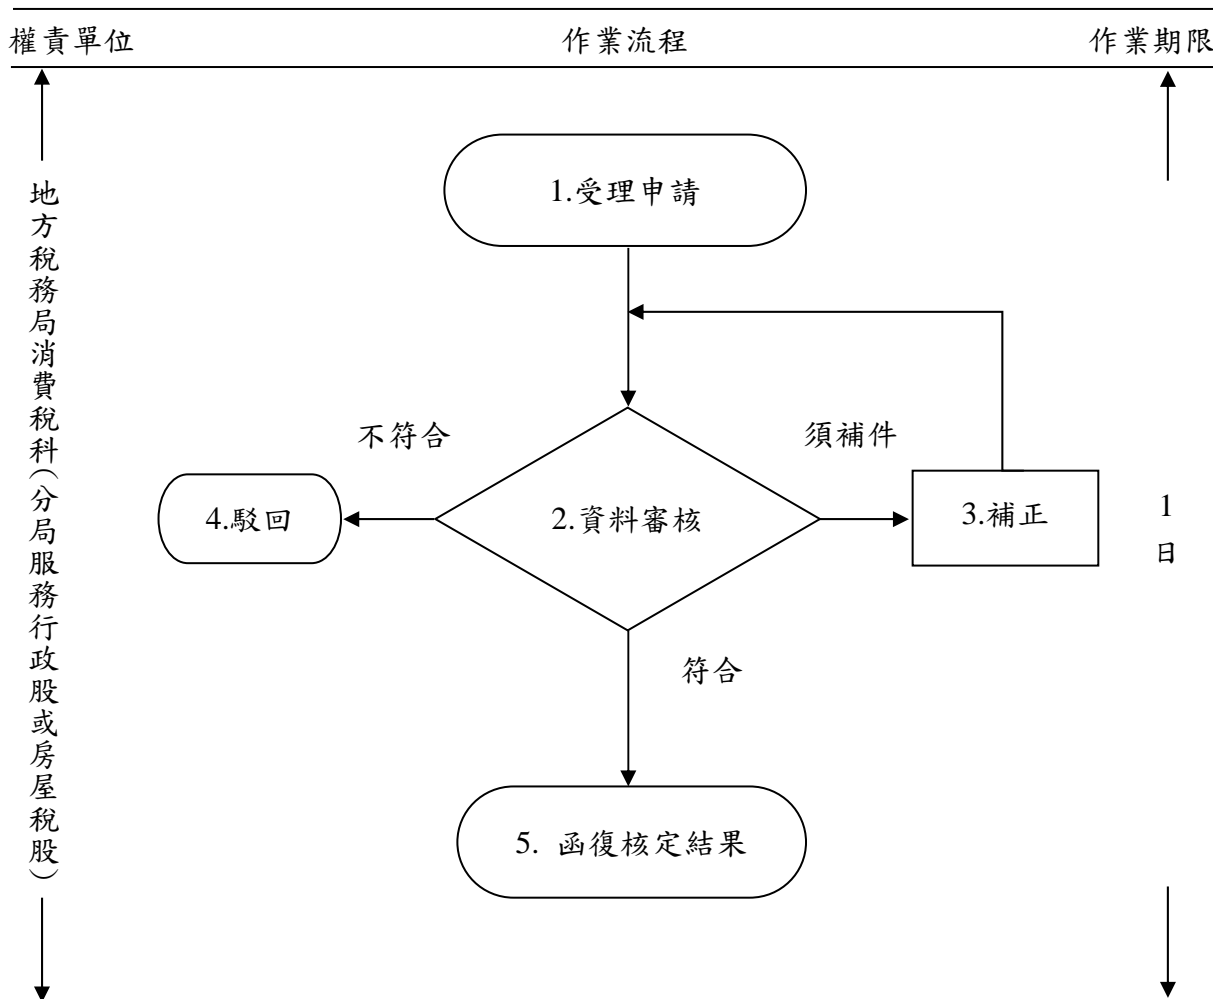 權責單位
作業流程
作業期限
地方稅務局消費稅科（分局服務行政股或房屋稅股）
1.受理申請
不符合
須補件
4.駁回
2.資料審核
3.補正
1
日
符合
5. 函復核定結果